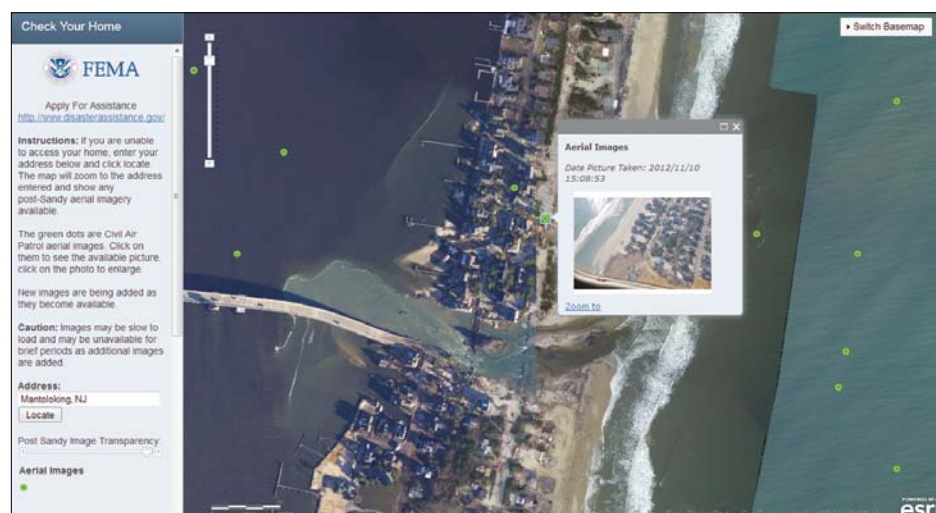 Check Your Home
FEMA
Apply For Assistance
http://www.disasterassistance.gov/
Instructions: If you are unable
to access your home, enter your
address below and click locate.
The map will zoom to the address
entered and show any
post-Sandy aerial imagery
available.
The green dots are Civil Air
Patrol aerial images. Click on
them to see the available picture,
click on the photo to enlarge.
New images are being added as
they become available.
Caution: Images may be slow to
load and may be unavailable for
brief periods as additional images
are added.
Address:
Mantoloking, NJ
Locate
Post Sandy Image Transparency:
Aerial Images
Switch Basemap
Aerial Images
Date Picture Taken: 2012/11/10
15:08:53
Zoom to
POWERED BY
esri